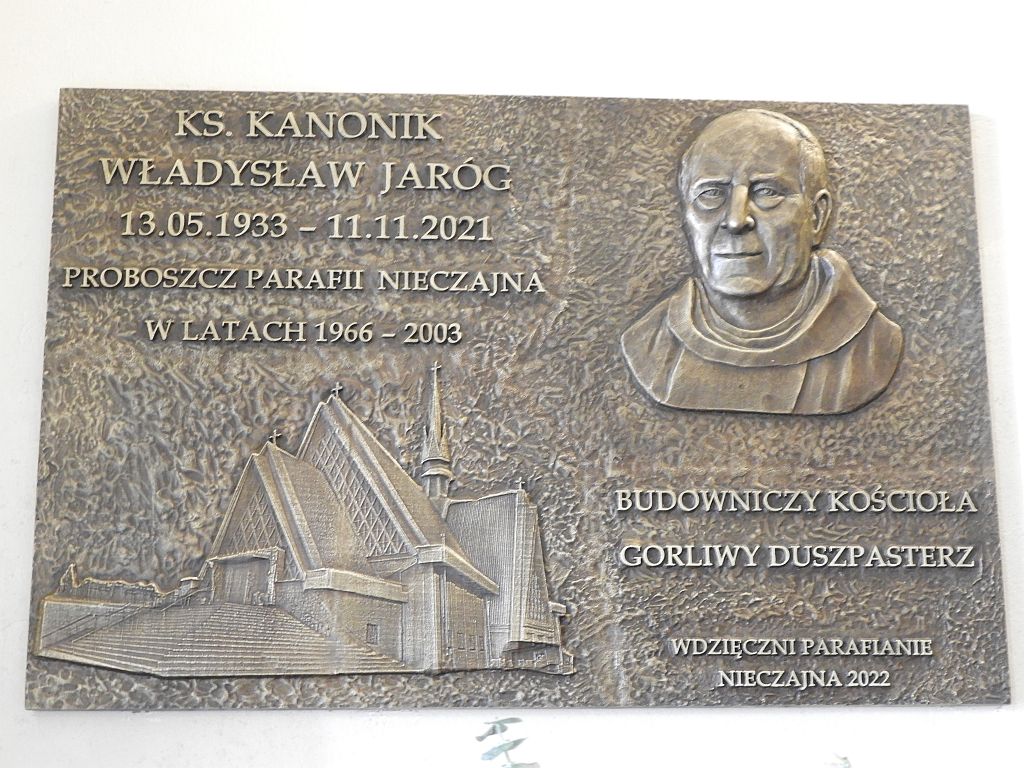 KS. KANONIK
WŁADYSŁAW JARÓG
13.05.1933 – 11.11.2021
PROBOSZCZ PARAFII NIECZAJNA
W LATACH 1966 – 2003
BUDOWNICZY KOŚCIOŁA
GORLIWY DUSZPASTERZ
WDZIĘCZNI PARAFIANIE
NIECZAJNA 2022